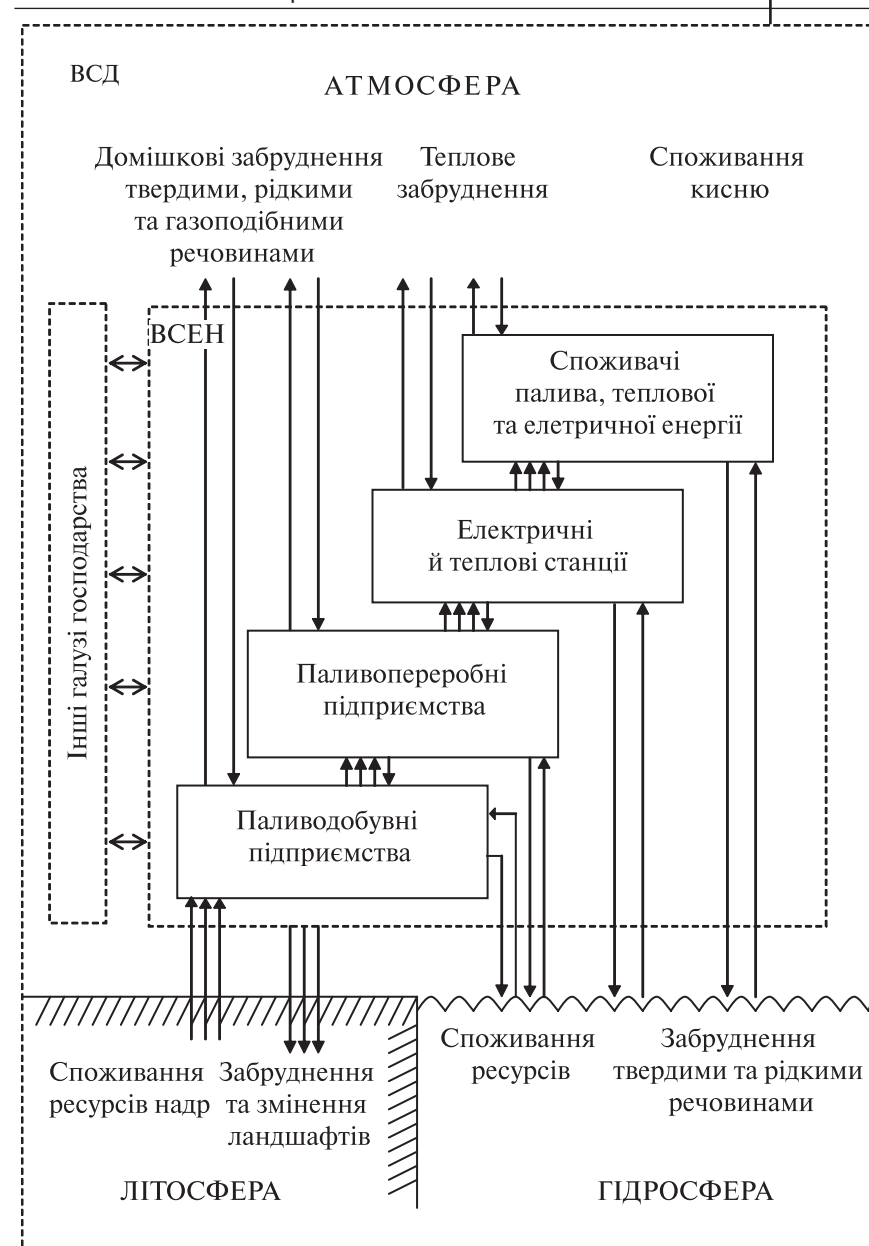 ВСД
АТМОСФЕРА
Домішкові забруднення
твердими, рідкими
та газоподібними
речовинами
Теплове
забруднення
Споживання
кисню
ВСЕН
Споживачі
палива, теплової
та елетричної енергії
Електричні
й теплові станції
Інші галузі господарства
Паливопереробні
підприємства
Паливодобувні
підприємства
Споживання
ресурсів надр
Забруднення
та змінення
ландшафтів
Споживання
ресурсів
Забруднення
твердими та рідкими
речовинами
ЛІТОСФЕРА
ГІДРОСФЕРА